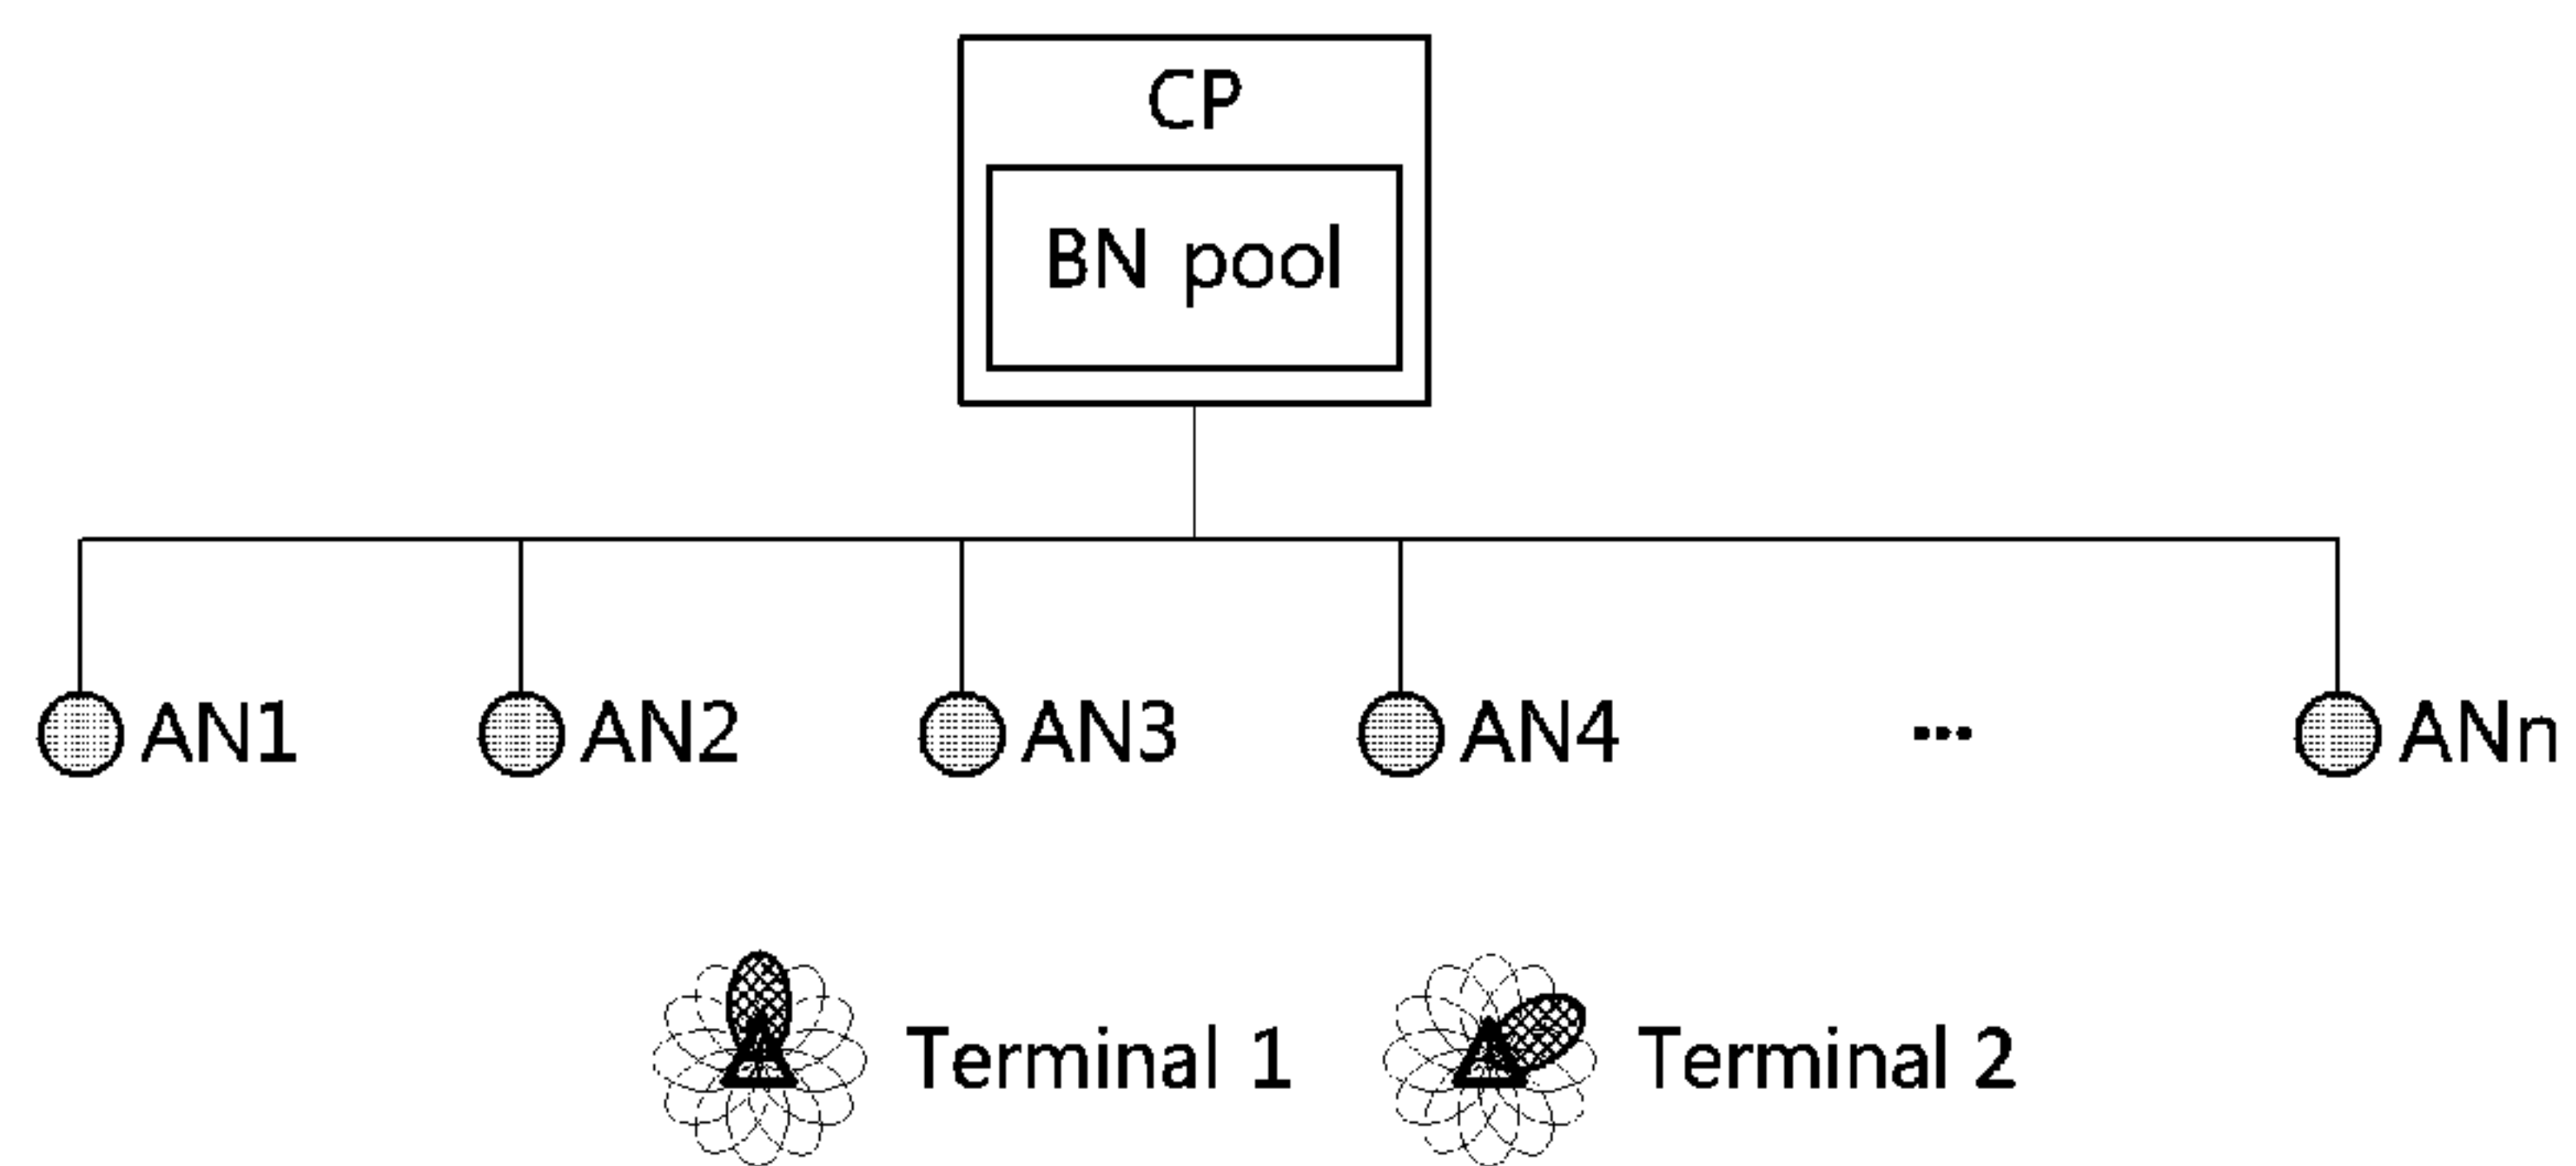 CP
BN pool
AN1 AN2 AN3 AN4 ... ANn
Terminal 1 Terminal 2